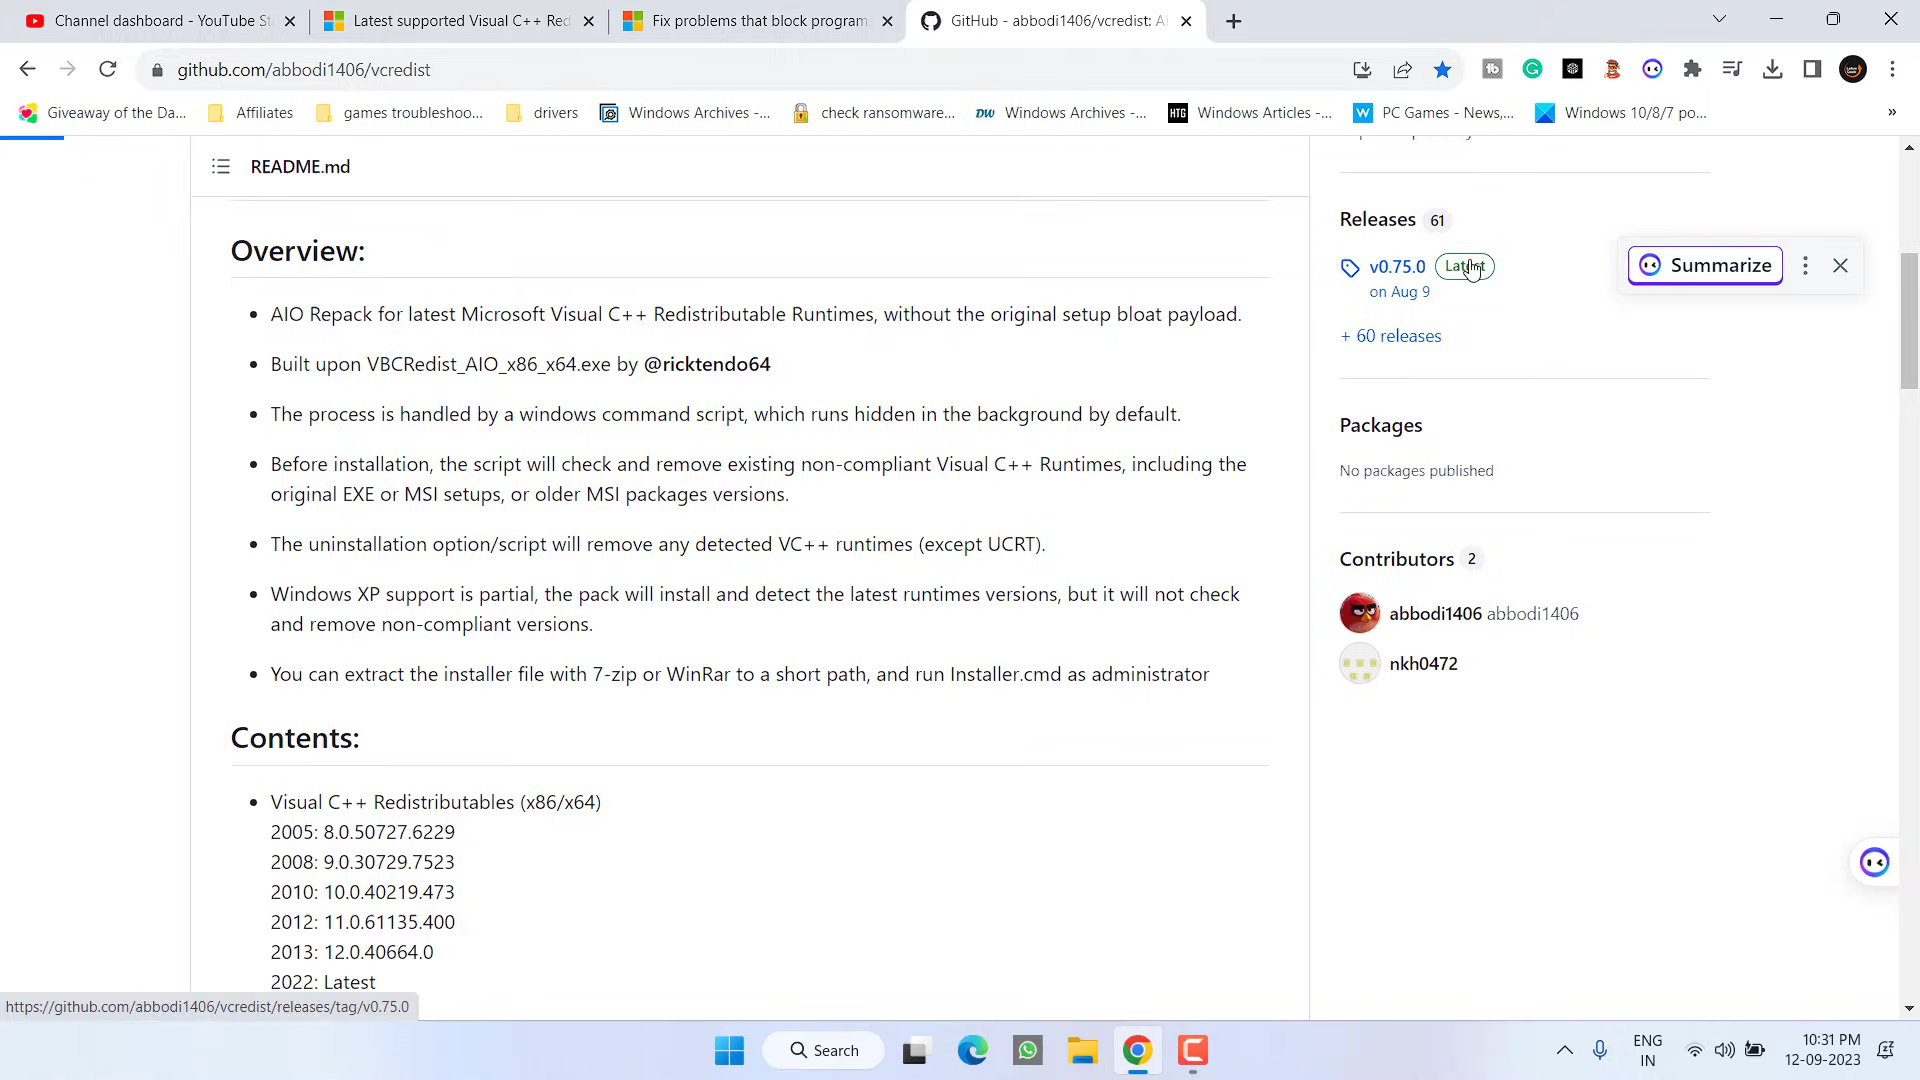 Channel dashboard - YouTube St
Latest supported Visual C++ Red
Fix problems that block program
GitHub - abbodi1406/vcredist: A
github.com/abbodi1406/vcredist
Giveaway of the Da...
Affiliates
games troubleshoo...
drivers
Windows Archives -...
check ransomware...
DW Windows Archives -...
HTG Windows Articles -...
W PC Games - News,...
Windows 10/8/7 po...
»
README.md
Overview:
• AIO Repack for latest Microsoft Visual C++ Redistributable Runtimes, without the original setup bloat payload.
• Built upon VBCRedist_AIO_x86_x64.exe by @ricktendo64
• The process is handled by a windows command script, which runs hidden in the background by default.
• Before installation, the script will check and remove existing non-compliant Visual C++ Runtimes, including the
original EXE or MSI setups, or older MSI packages versions.
• The uninstallation option/script will remove any detected VC++ runtimes (except UCRT).
• Windows XP support is partial, the pack will install and detect the latest runtimes versions, but it will not check
and remove non-compliant versions.
• You can extract the installer file with 7-zip or WinRar to a short path, and run Installer.cmd as administrator
Contents:
• Visual C++ Redistributables (x86/x64)
2005: 8.0.50727.6229
2008: 9.0.30729.7523
2010: 10.0.40219.473
2012: 11.0.61135.400
2013: 12.0.40664.0
2022: Latest
Releases 61
v0.75.0 Latest
on Aug 9
+ 60 releases
Summarize
Packages
No packages published
Contributors 2
abbodi1406 abbodi1406
nkh0472
https://github.com/abbodi1406/vcredist/releases/tag/v0.75.0
Search
ENG
IN
10:31 PM
12-09-2023